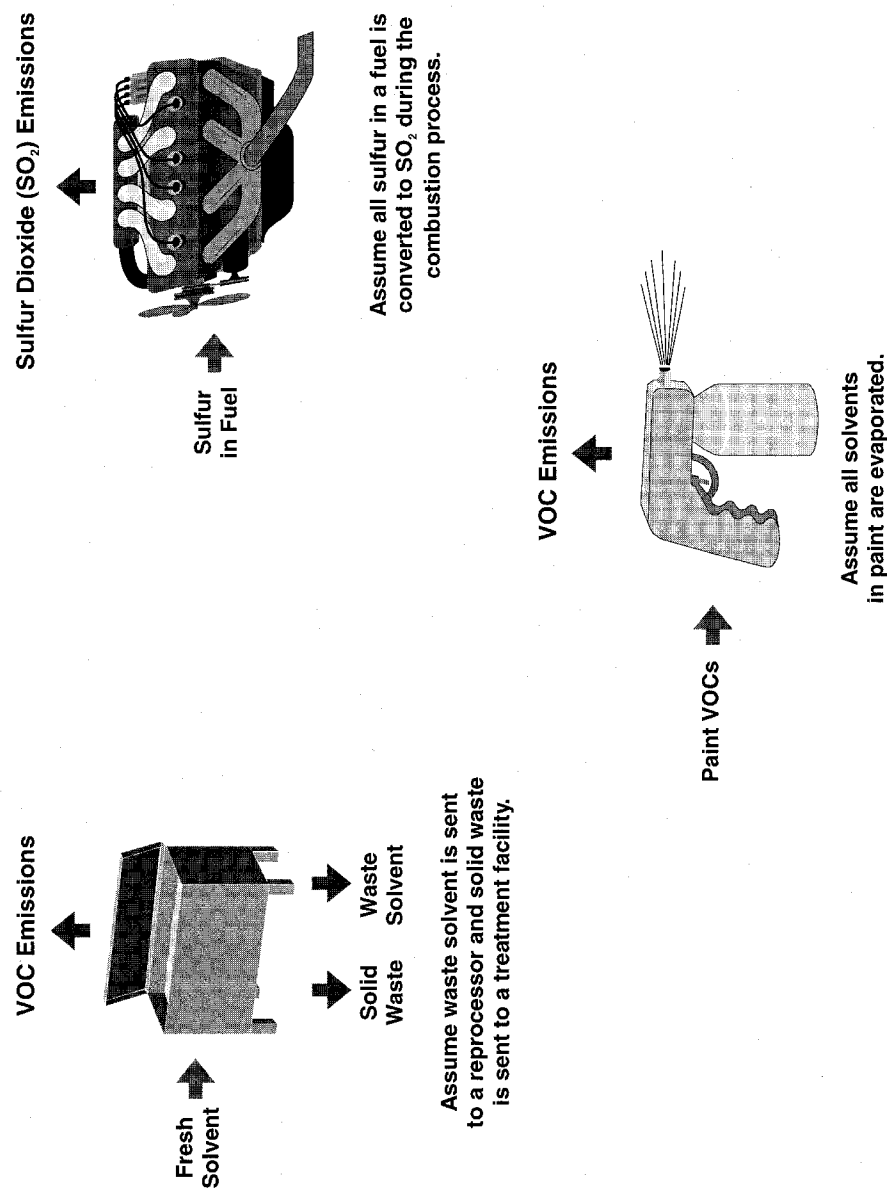 VOC Emissions
Fresh
Solvent
Solid
Waste
Waste
Solvent
Assume waste solvent is sent
to a reprocessor and solid waste
is sent to a treatment facility.
Sulfur Dioxide (SO₂) Emissions
Sulfur
in Fuel
Assume all sulfur in a fuel is
converted to SO₂ during the
combustion process.
VOC Emissions
Paint VOCs
Assume all solvents
in paint are evaporated.